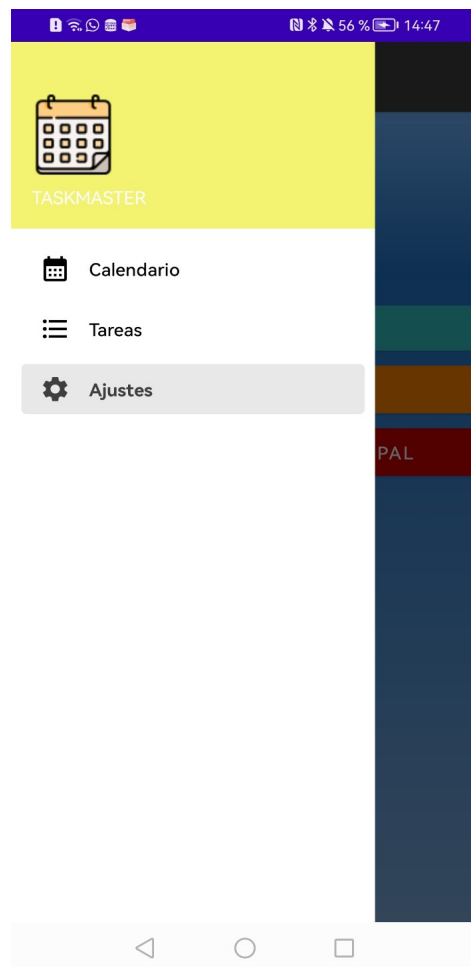 56 % 14:47
TASKMASTER
Calendario
Tareas
Ajustes
PAL